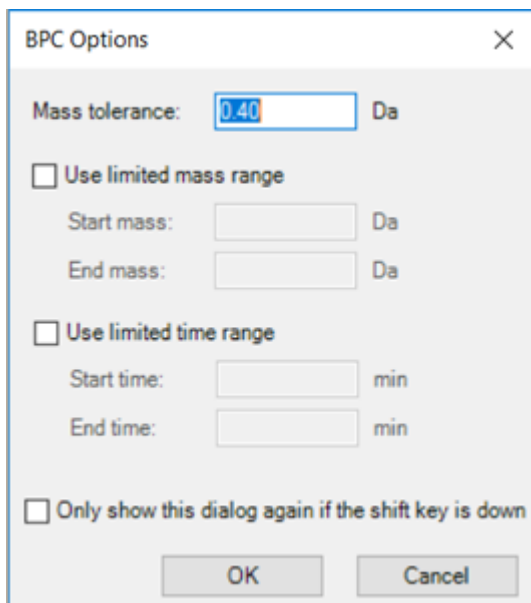 BPC Options
Mass tolerance: 0.40 Da
Use limited mass range
Start mass: Da
End mass: Da
Use limited time range
Start time: min
End time: min
Only show this dialog again if the shift key is down
OK Cancel